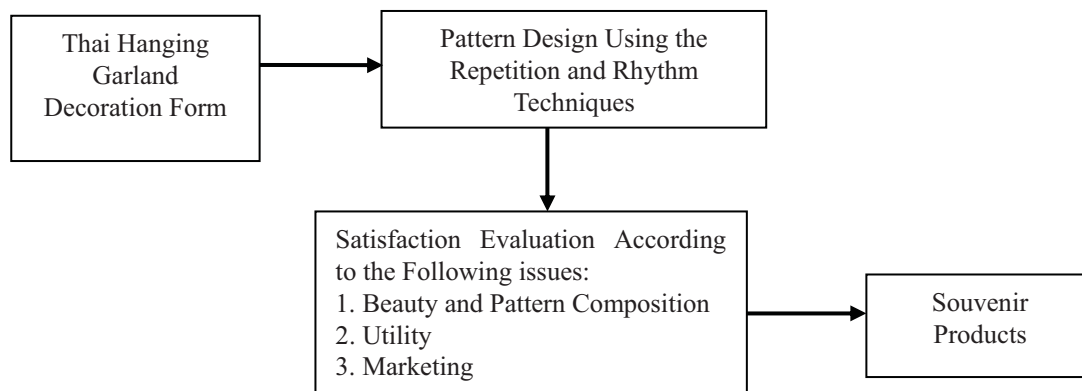 Thai Hanging
Garland
Decoration Form
Pattern Design Using the
Repetition and Rhythm
Techniques
Satisfaction Evaluation According
to the Following issues:
1. Beauty and Pattern Composition
2. Utility
3. Marketing
Souvenir
Products